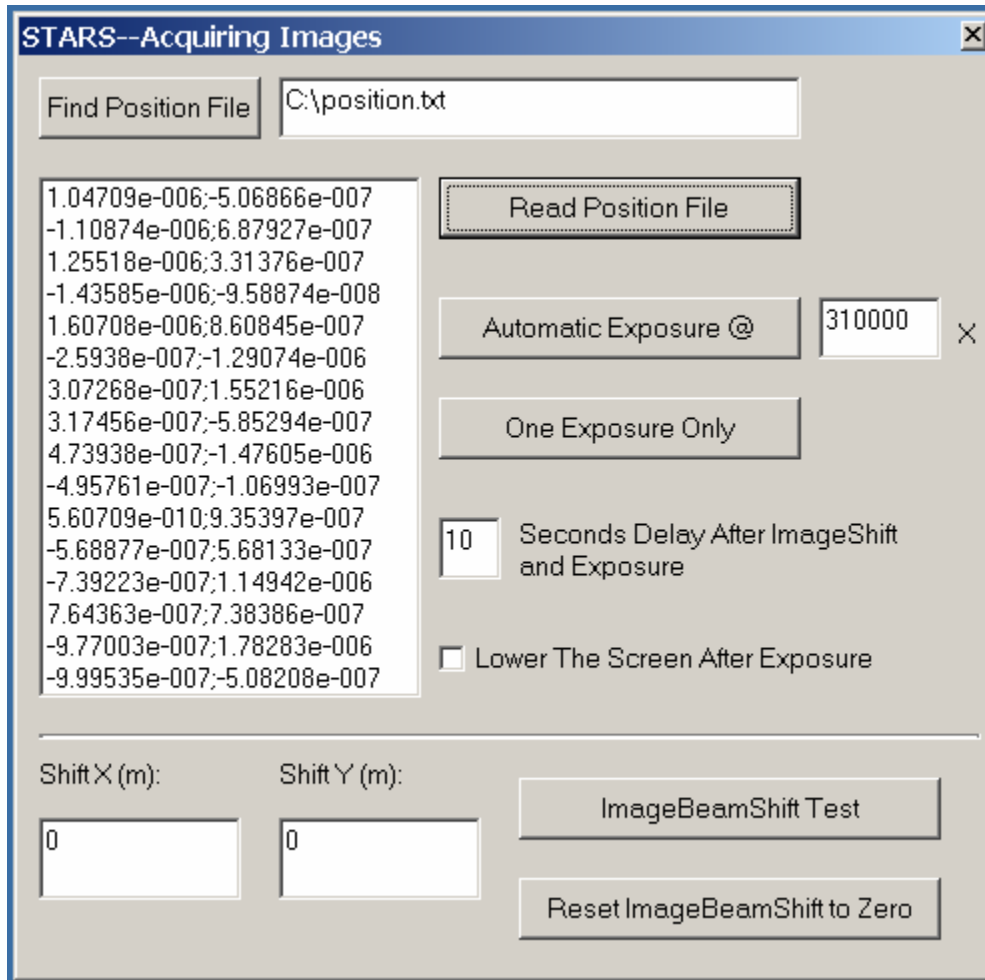 STARS--Acquiring Images
Find Position File
C:\position.txt
1.04709e-006;-5.06866e-007
-1.10874e-006;6.87927e-007
1.25518e-006;3.31376e-007
-1.43585e-006;-9.58874e-008
1.60708e-006;8.60845e-007
-2.5938e-007;-1.29074e-006
3.07268e-007;1.55216e-006
3.17456e-007;-5.85294e-007
4.73938e-007;-1.47605e-006
-4.95761e-007;-1.06993e-007
5.60709e-010;9.35397e-007
-5.68877e-007;5.68133e-007
-7.39223e-007;1.14942e-006
7.64363e-007;7.38386e-007
-9.77003e-007;1.78283e-006
-9.99535e-007;-5.08208e-007
Read Position File
Automatic Exposure @
310000
X
One Exposure Only
10
Seconds Delay After ImageShift
and Exposure
Lower The Screen After Exposure
Shift X (m):
Shift Y (m):
0
0
ImageBeamShift Test
Reset ImageBeamShift to Zero